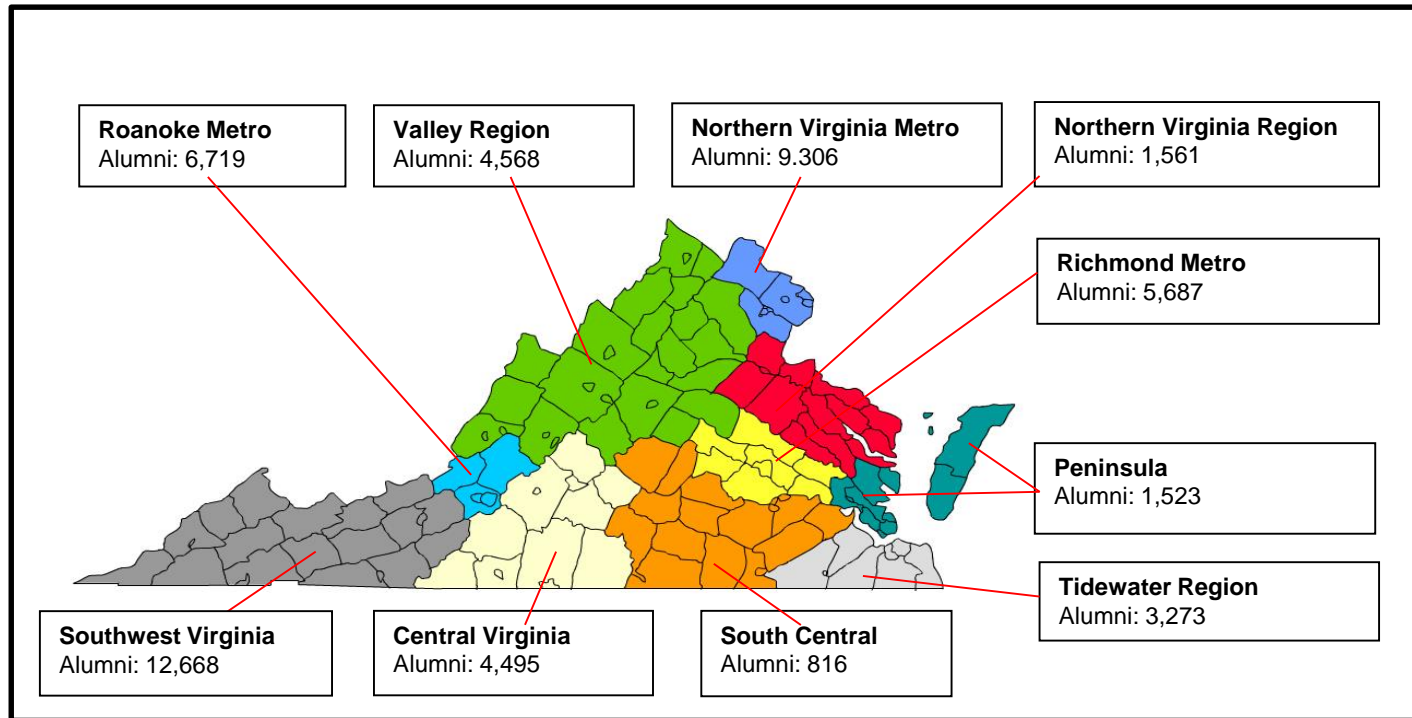 Roanoke Metro
Alumni: 6,719
Valley Region
Alumni: 4,568
Northern Virginia Metro
Alumni: 9.306
Northern Virginia Region
Alumni: 1,561
Richmond Metro
Alumni: 5,687
Peninsula
Alumni: 1,523
Tidewater Region
Alumni: 3,273
Southwest Virginia
Alumni: 12,668
Central Virginia
Alumni: 4,495
South Central
Alumni: 816